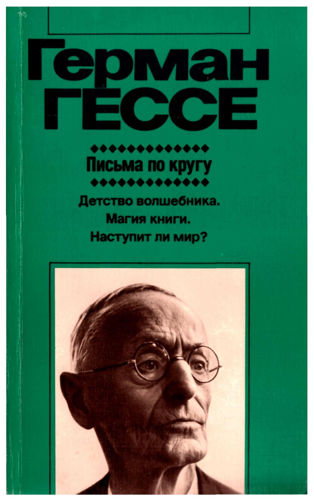 Герман
ГЕССЕ
Письма по кругу
Детство волшебника.
Магия книги.
Наступит ли мир?